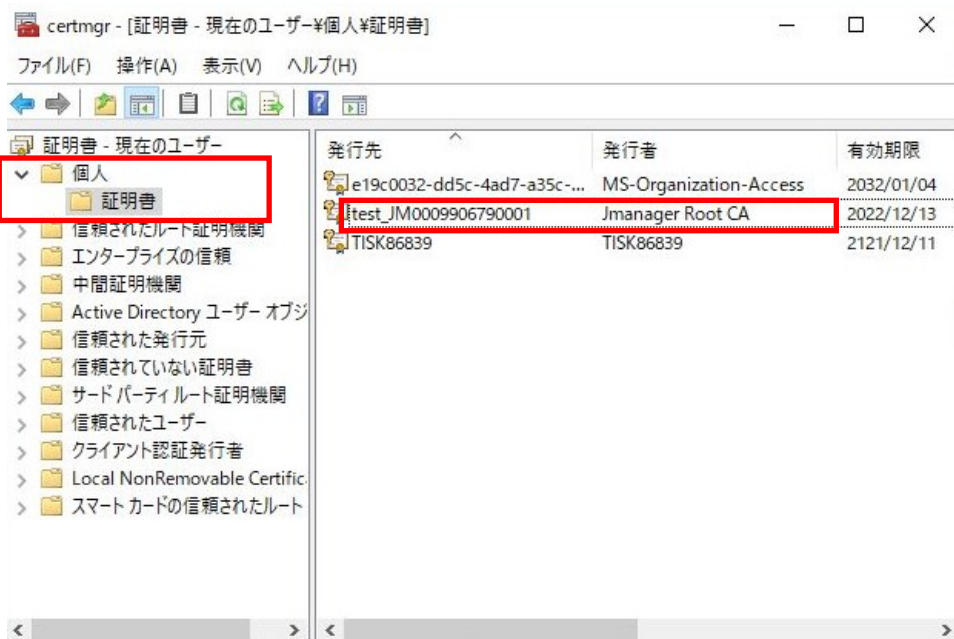 certmgr - [証明書 - 現在のユーザー¥個人¥証明書]
ファイル(F) 操作(A) 表示(V) ヘルプ(H)
証明書 - 現在のユーザー
個人
証明書
信頼されたルート証明機関
エンタープライズの信頼
中間証明機関
Active Directory ユーザー オブジ
信頼された発行元
信頼されていない証明書
サード パーティ ルート証明機関
信頼されたユーザー
クライアント認証発行者
Local NonRemovable Certific
スマート カードの信頼されたルート
発行先 発行者 有効期限
e19c0032-dd5c-4ad7-a35c-... MS-Organization-Access 2032/01/04
test_JM0009906790001 Jmanager Root CA 2022/12/13
TISK86839 TISK86839 2121/12/11